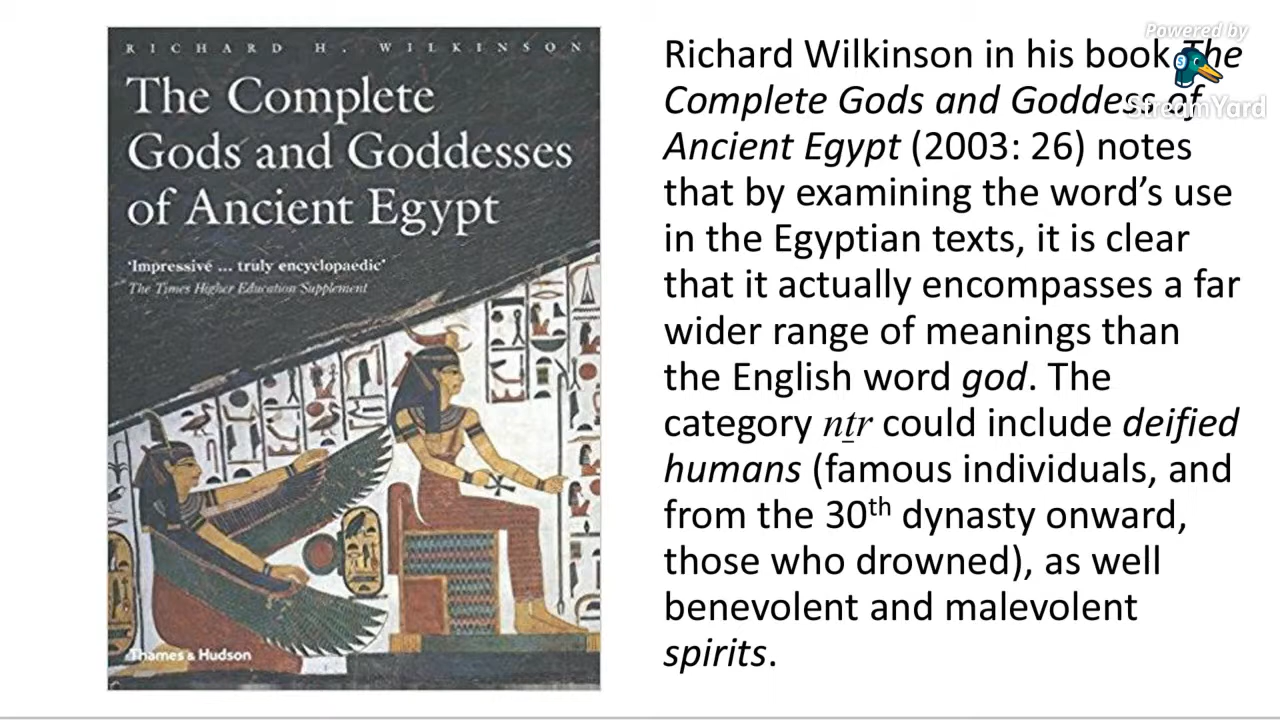 RICHARD H. WILKINSON
The Complete
Gods and Goddesses
of Ancient Egypt
'Impressive ... truly encyclopaedic'
The Times Higher Education Supplement
Thames & Hudson
Powered by
StreamYard
Richard Wilkinson in his book The
Complete Gods and Goddess of
Ancient Egypt (2003: 26) notes
that by examining the word’s use
in the Egyptian texts, it is clear
that it actually encompasses a far
wider range of meanings than
the English word god. The
category nṯr could include deified
humans (famous individuals, and
from the 30th dynasty onward,
those who drowned), as well
benevolent and malevolent
spirits.